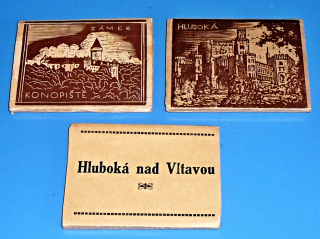 ZÁMEK
KONOPIŠTĚ
HLUBOKÁ
Hluboká nad Vltavou